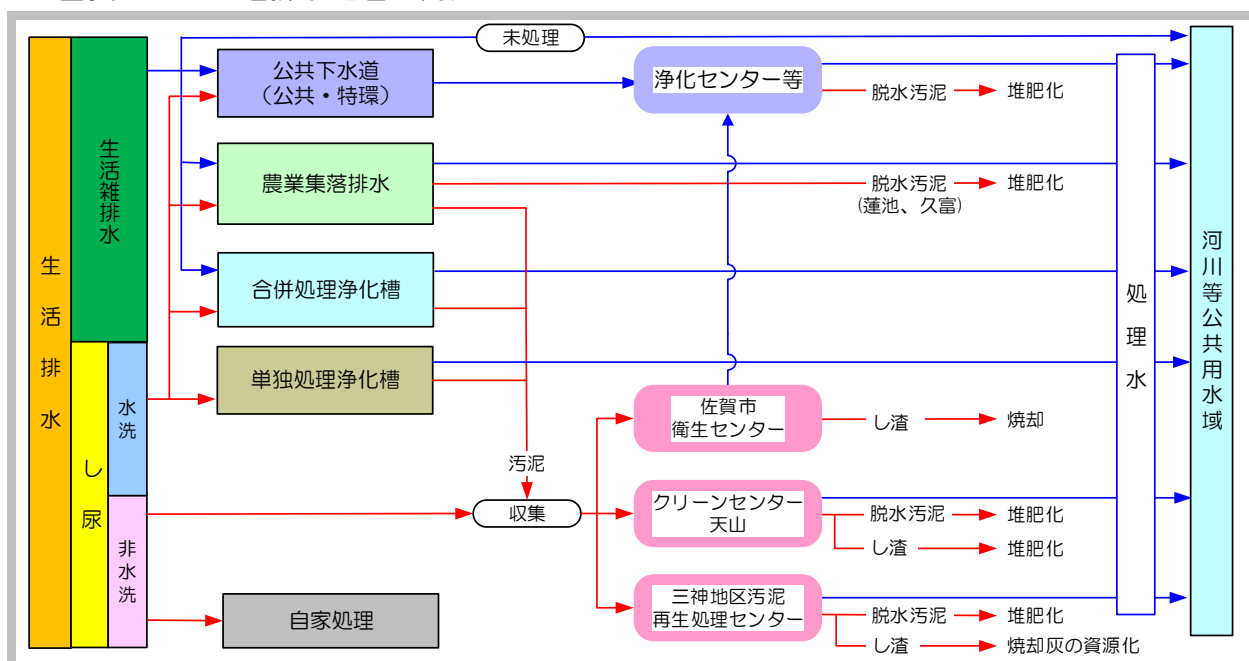 生活排水
生活雑排水
し尿
水洗
非水洗
未処理
公共下水道
(公共・特環)
農業集落排水
合併処理浄化槽
単独処理浄化槽
自家処理
汚泥
収集
浄化センター等
脱水汚泥
堆肥化
脱水汚泥
(蓮池、久富)
堆肥化
佐賀市
衛生センター
し渣
焼却
クリーンセンター
天山
脱水汚泥
堆肥化
し渣
堆肥化
三神地区汚泥
再生処理センター
脱水汚泥
堆肥化
し渣
焼却灰の資源化
処理水
河川等公共用水域